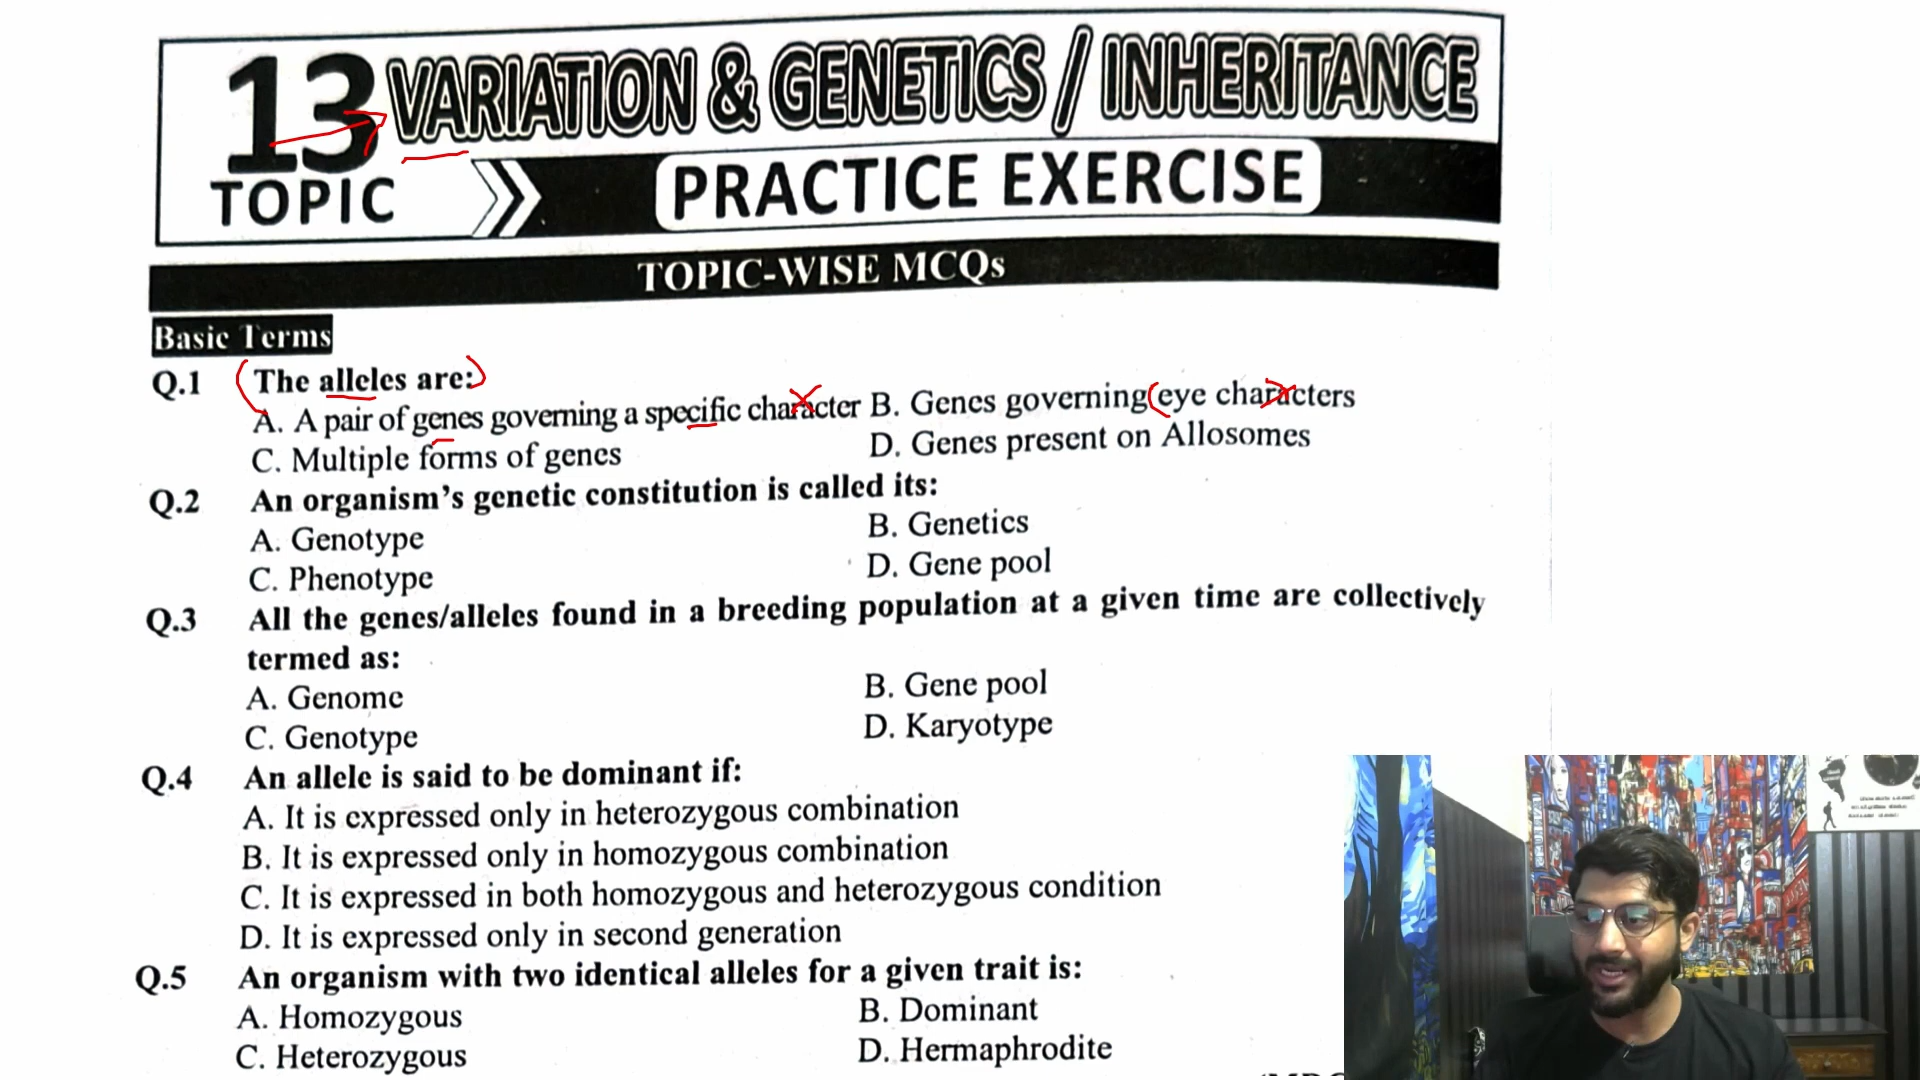 13 VARIATION & GENETICS / INHERITANCE
TOPIC PRACTICE EXERCISE
TOPIC-WISE MCQs
Basic Terms
Q.1 The alleles are:
A. A pair of genes governing a specific character B. Genes governing eye characters
C. Multiple forms of genes D. Genes present on Allosomes
Q.2 An organism's genetic constitution is called its:
A. Genotype B. Genetics
C. Phenotype D. Gene pool
Q.3 All the genes/alleles found in a breeding population at a given time are collectively
termed as:
A. Genome B. Gene pool
C. Genotype D. Karyotype
Q.4 An allele is said to be dominant if:
A. It is expressed only in heterozygous combination
B. It is expressed only in homozygous combination
C. It is expressed in both homozygous and heterozygous condition
D. It is expressed only in second generation
Q.5 An organism with two identical alleles for a given trait is:
A. Homozygous B. Dominant
C. Heterozygous D. Hermaphrodite